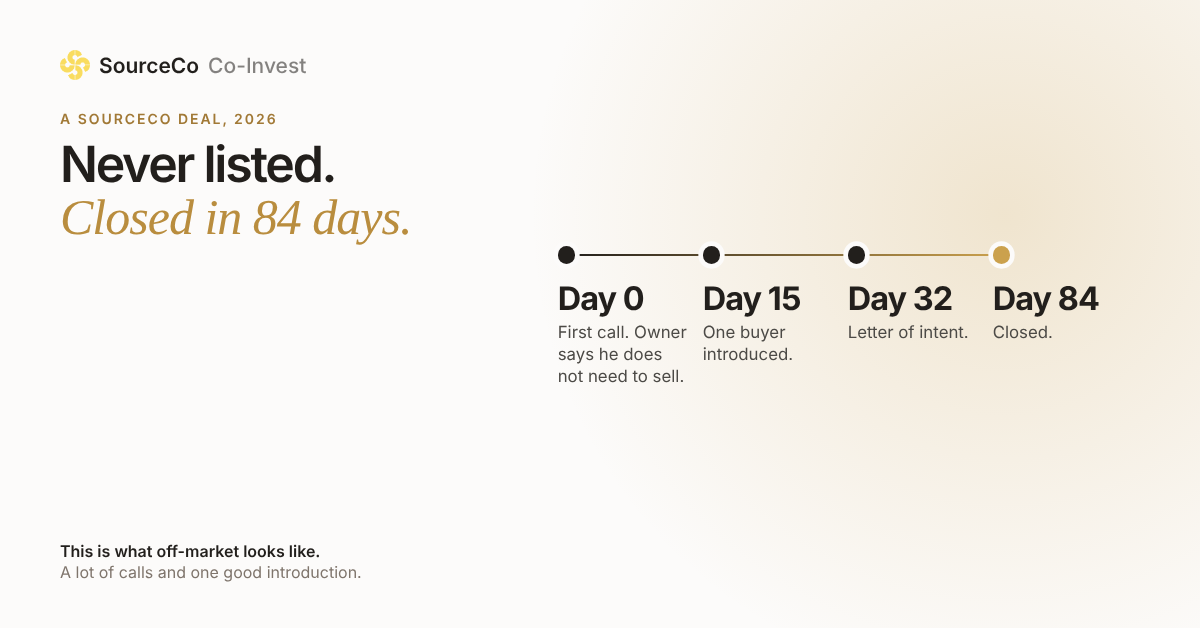 SourceCo Co-Invest
A SOURCECO DEAL, 2026
Never listed.
Closed in 84 days.
Day 0
First call. Owner
says he does
not need to sell.
Day 15
One buyer
introduced.
Day 32
Letter of intent.
Day 84
Closed.
This is what off-market looks like.
A lot of calls and one good introduction.